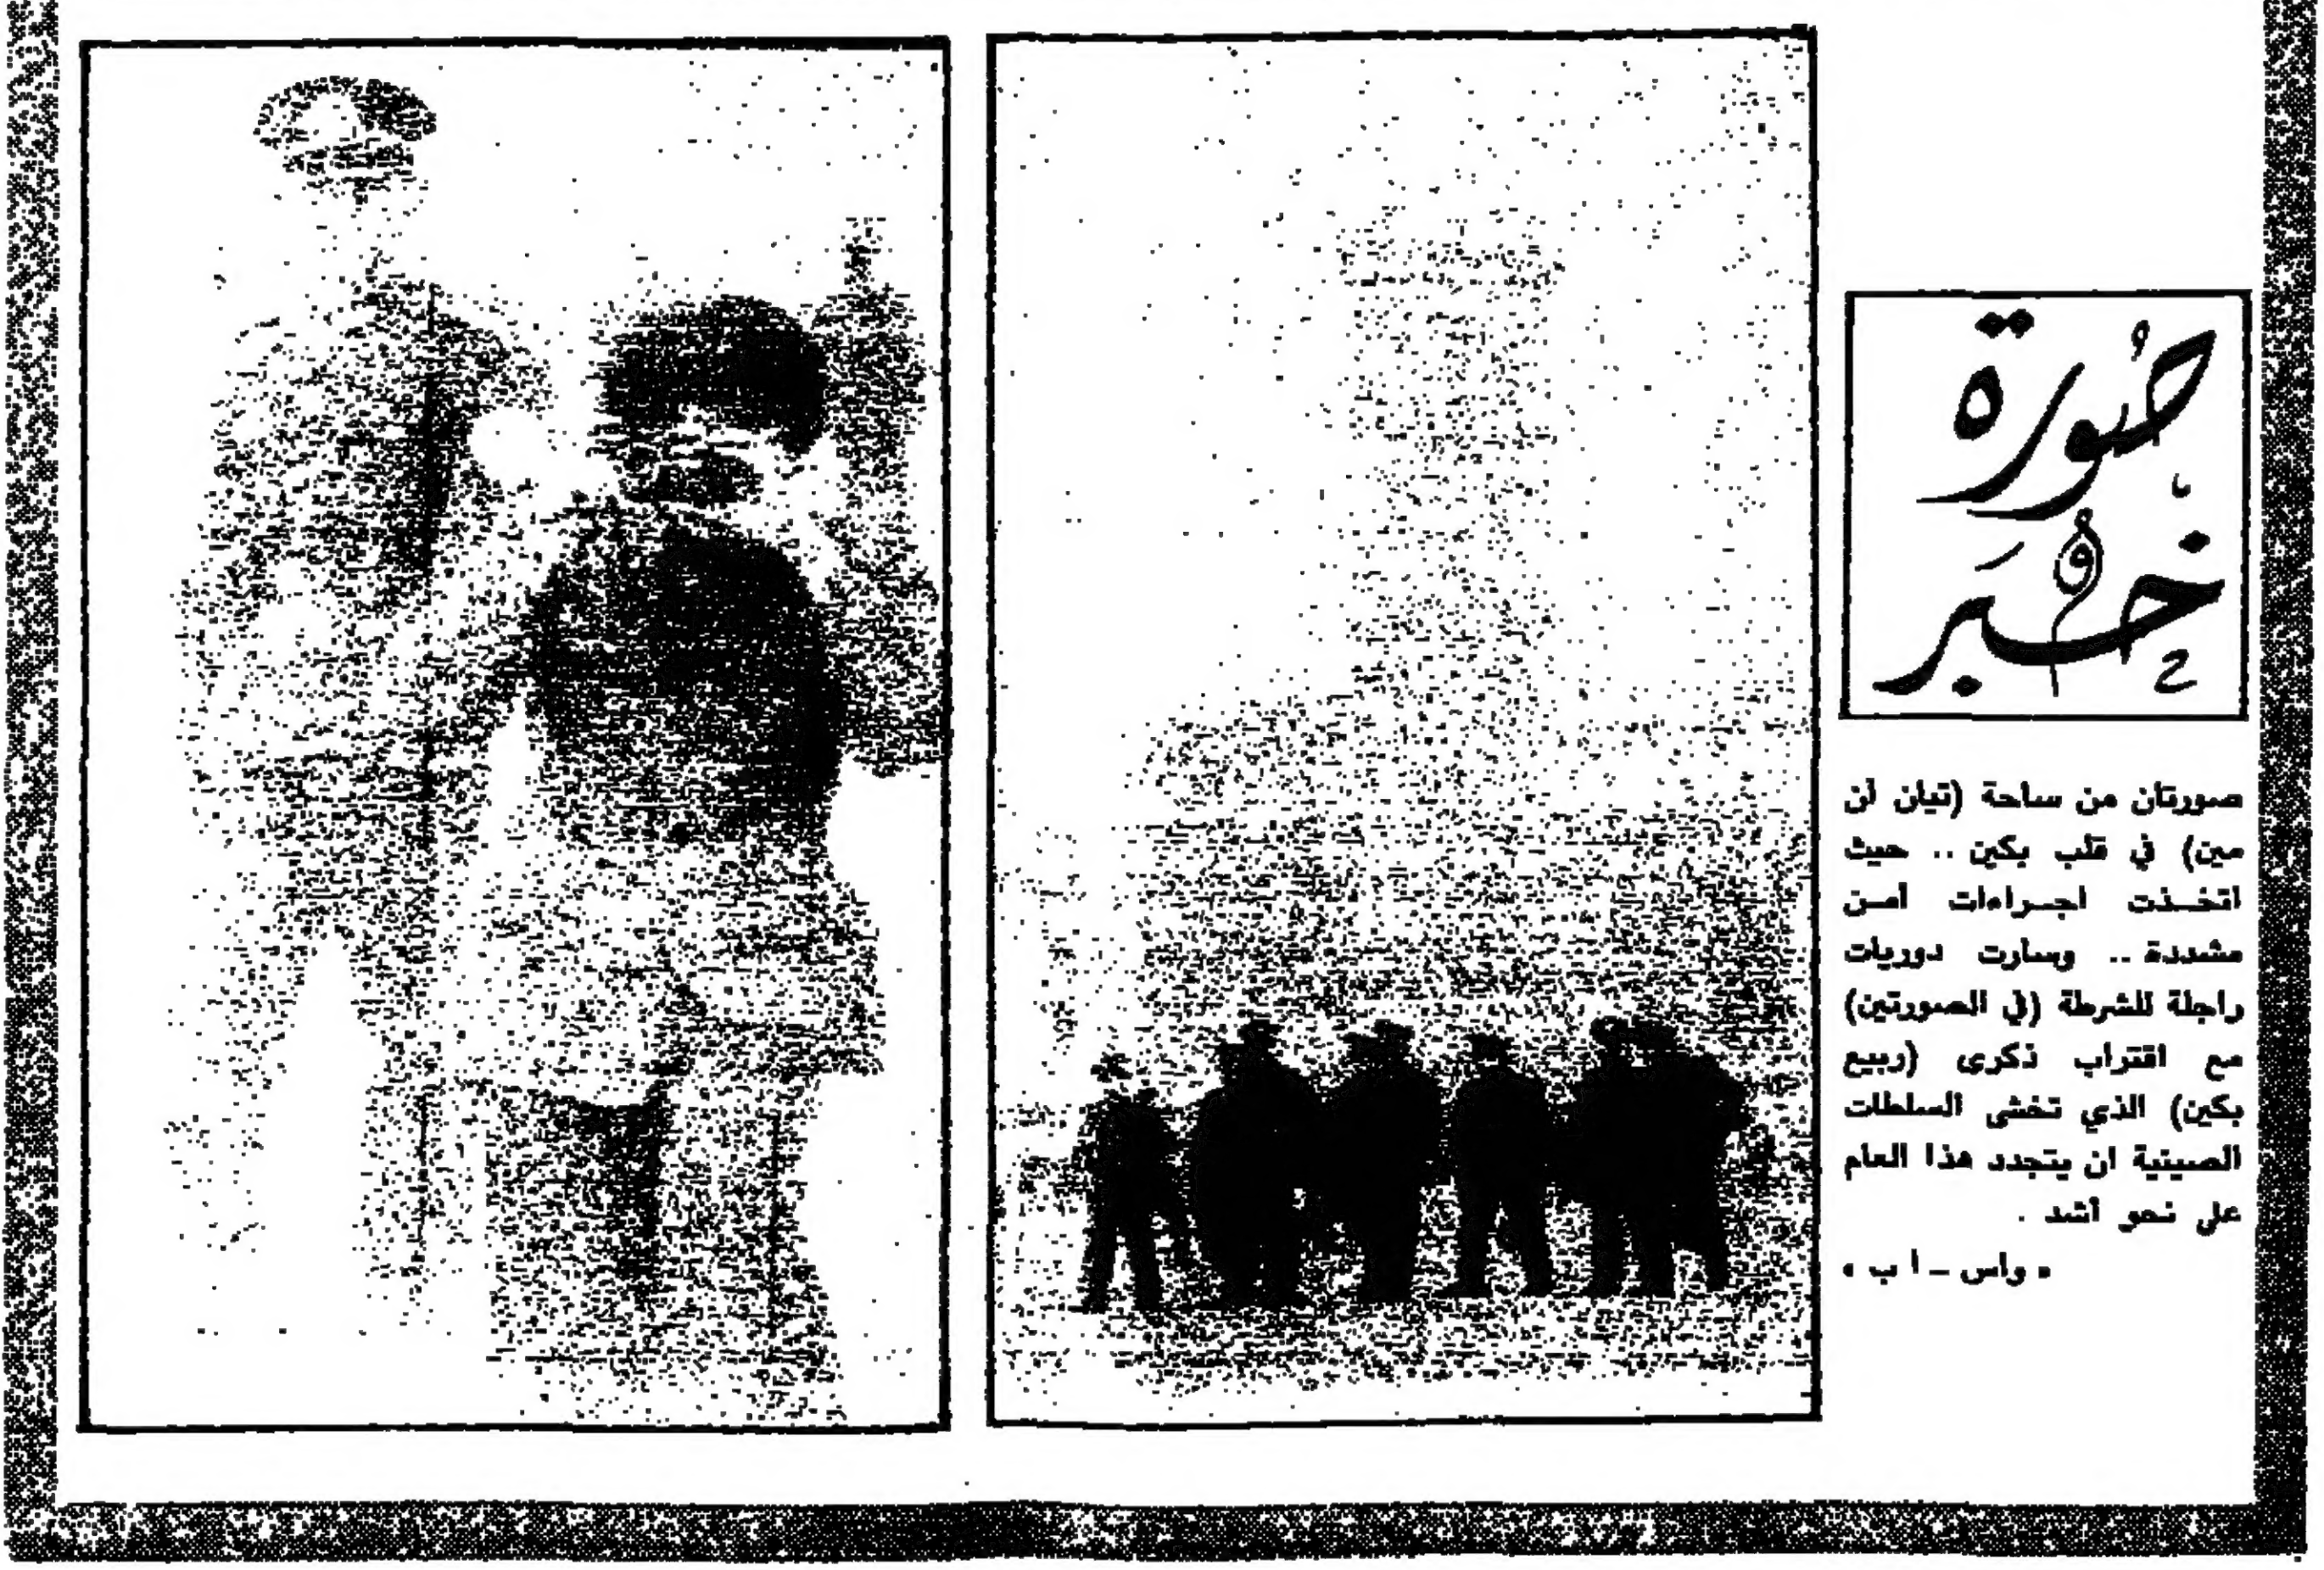 صورة
وخبر
صورتان من ساحة (تيان آن
مين) في قلب بكين .. حيث
اتخذت اجراءات أمن
مشددة .. وسارت دوريات
راجلة للشرطة (في الصورتين)
مع اقتراب ذكرى (ربيع
بكين) الذي تخشى السلطات
الصينية ان يتجدد هذا العام
على نحو أشد .
« واس ـ ا ب »